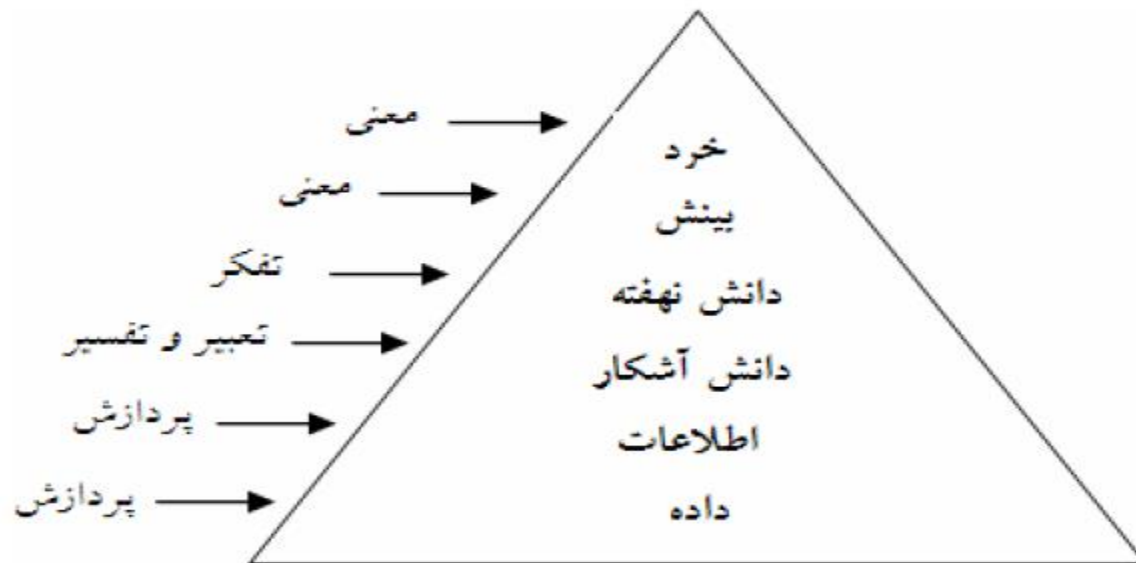 معنی
خرد
معنی
بینش
تفکر
دانش نهفته
تعبیر و تفسیر
دانش آشکار
پردازش
اطلاعات
پردازش
داده